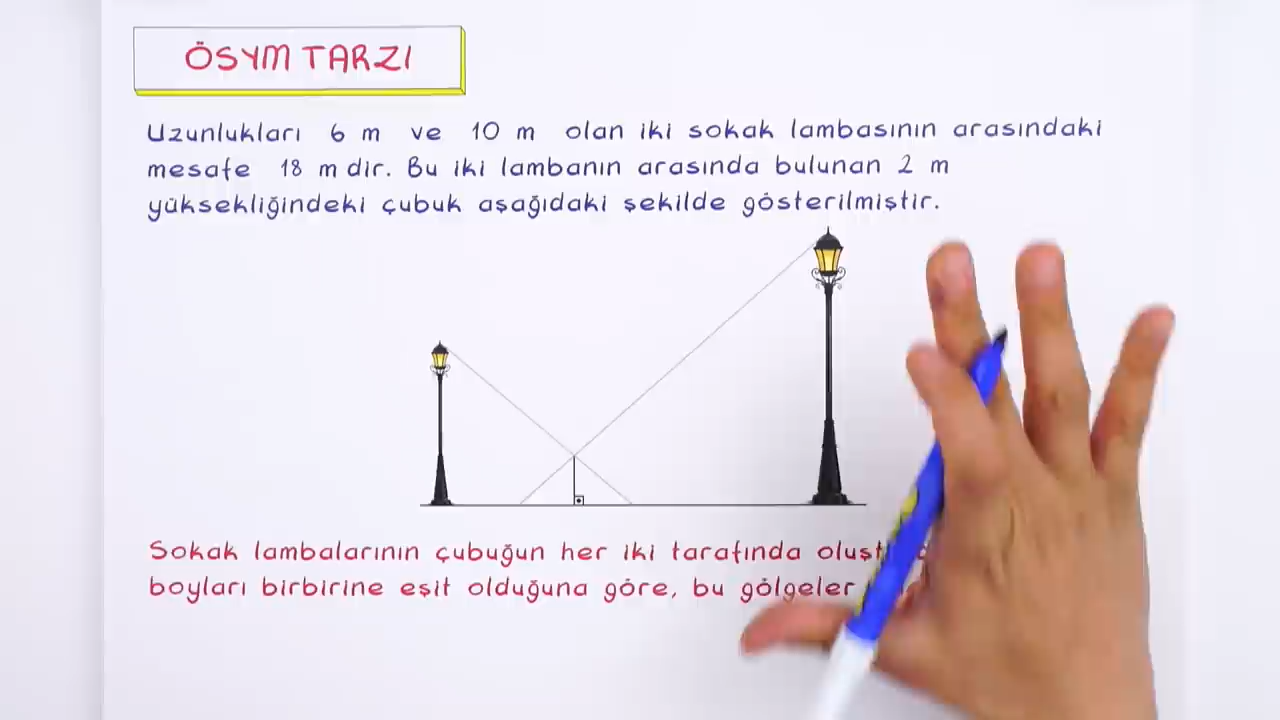 ÖSYM TARZI
Uzunlukları 6 m ve 10 m olan iki sokak lambasının arasındaki
mesafe 18 m dir. Bu iki lambanın arasında bulunan 2 m
yüksekliğindeki çubuk aşağıdaki şekilde gösterilmiştir.
Sokak lambalarının çubuğun her iki tarafında
boyları birbirine eşit olduğuna göre, bu gölgeler